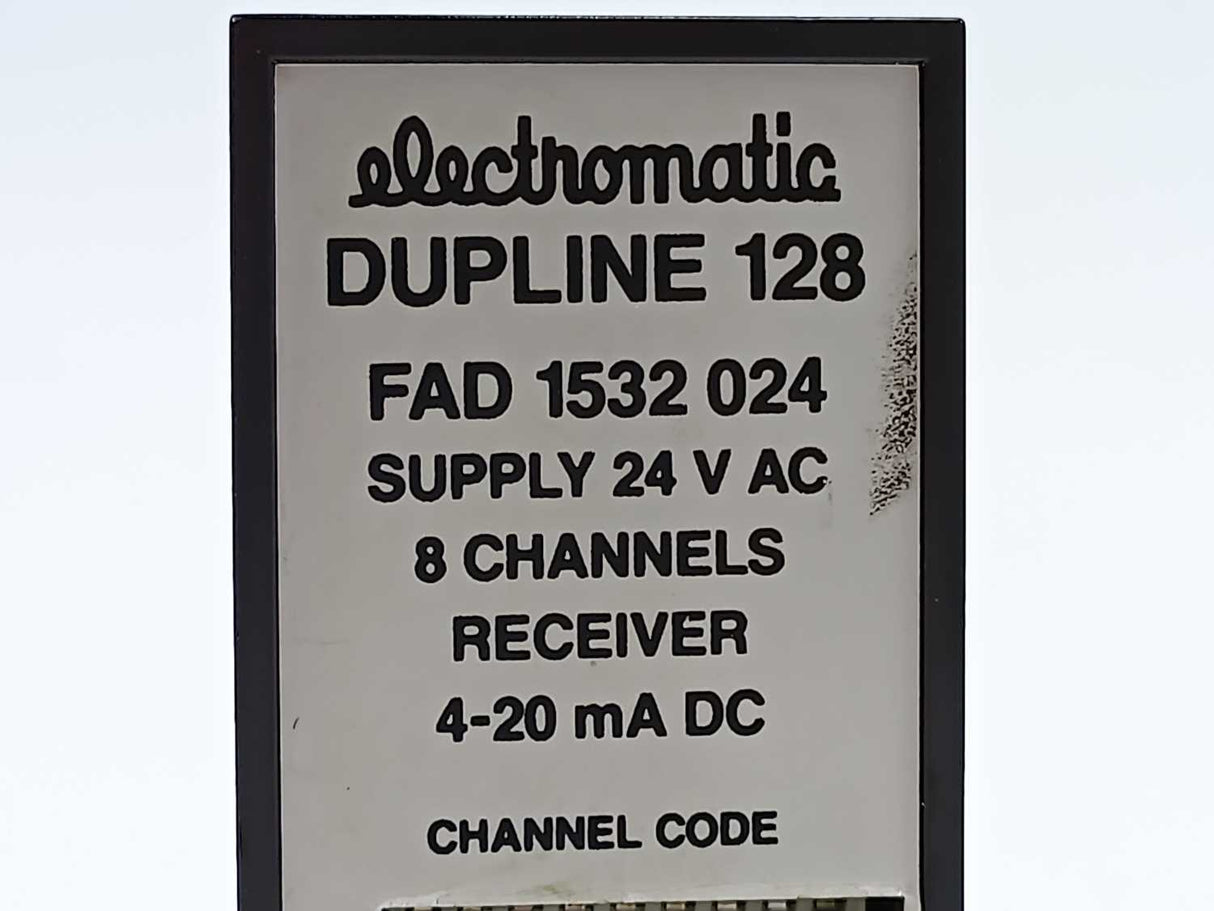 electromatic
DUPLINE 128
FAD 1532 024
SUPPLY 24 V AC
8 CHANNELS
RECEIVER
4-20 mA DC
CHANNEL CODE